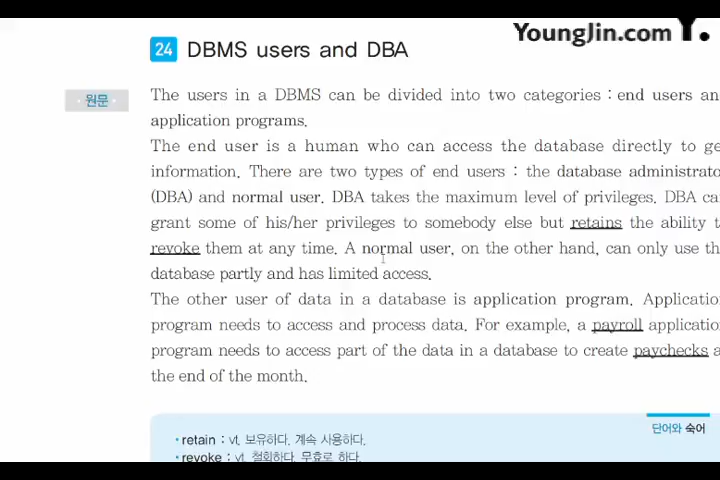 YoungJin.com Y.
24 DBMS users and DBA
· 원문 ·
The users in a DBMS can be divided into two categories : end users an
application programs.
The end user is a human who can access the database directly to ge
information. There are two types of end users : the database administrato
(DBA) and normal user. DBA takes the maximum level of privileges. DBA ca
grant some of his/her privileges to somebody else but retains the ability t
revoke them at any time. A normal user, on the other hand, can only use th
database partly and has limited access.
The other user of data in a database is application program. Applicatio
program needs to access and process data. For example, a payroll applicatio
program needs to access part of the data in a database to create paychecks a
the end of the month.
단어와 숙어
· retain : vt. 보유하다. 계속 사용하다.
· revoke : vt. 철회하다. 무효로 하다.